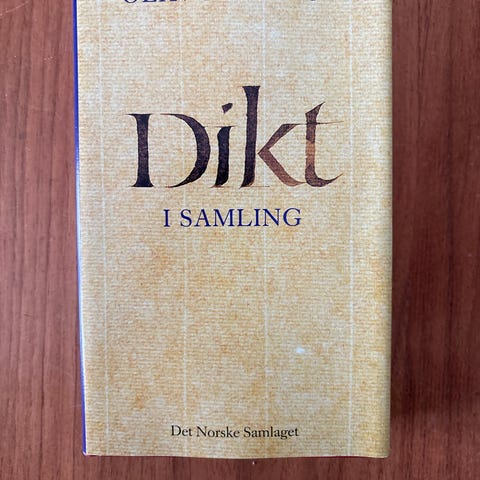 Dikt
I SAMLING
Det Norske Samlaget